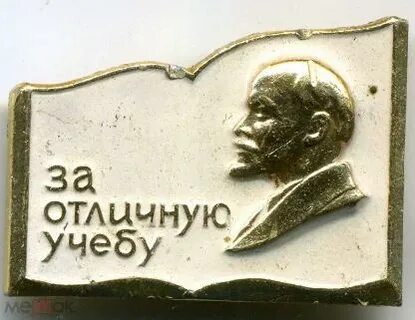 за
отличную
учебу